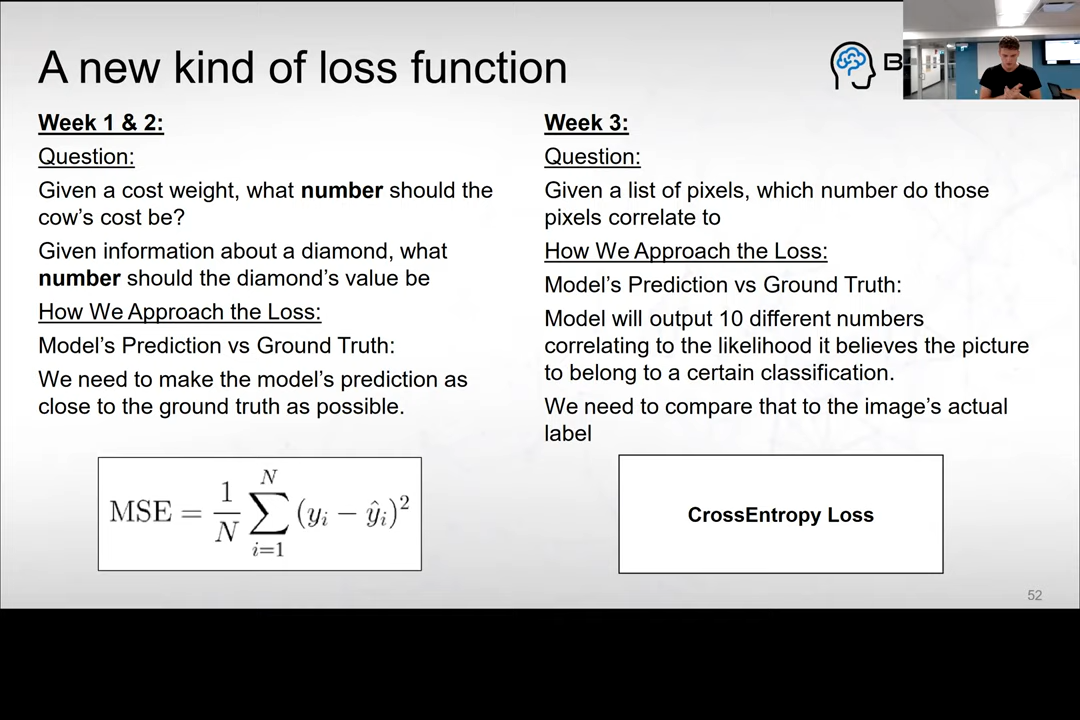 A new kind of loss function
B
Week 1 & 2:
Question:
Given a cost weight, what number should the
cow's cost be?
Given information about a diamond, what
number should the diamond's value be
How We Approach the Loss:
Model's Prediction vs Ground Truth:
We need to make the model's prediction as
close to the ground truth as possible.
MSE = \frac{1}{N} \sum_{i=1}^{N} (y_i - \hat{y}_i)^2
Week 3:
Question:
Given a list of pixels, which number do those
pixels correlate to
How We Approach the Loss:
Model's Prediction vs Ground Truth:
Model will output 10 different numbers
correlating to the likelihood it believes the picture
to belong to a certain classification.
We need to compare that to the image's actual
label
CrossEntropy Loss
52